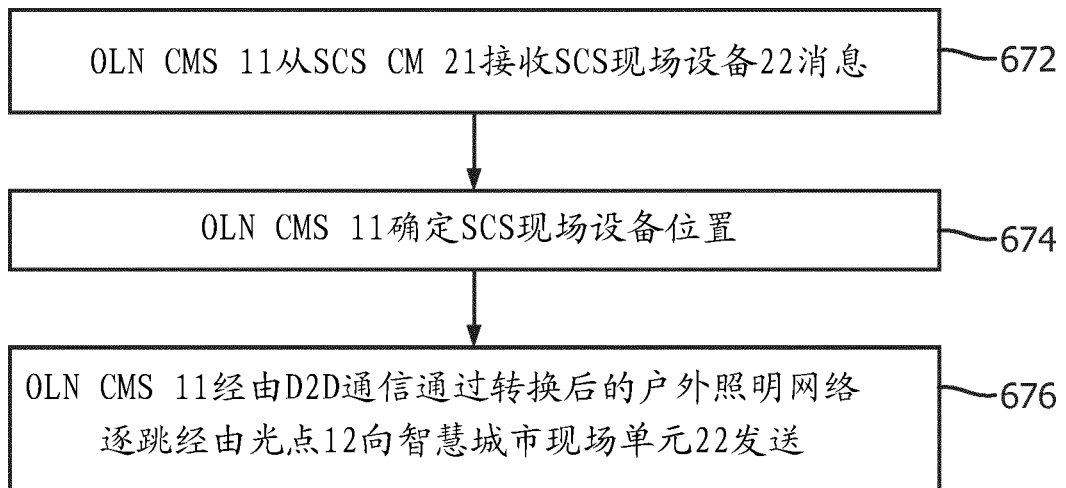 OLN CMS 11从SCS CM 21接收SCS现场设备22消息
672
OLN CMS 11确定SCS现场设备位置
674
OLN CMS 11经由D2D通信通过转换后的户外照明网络
逐跳经由光点12向智慧城市现场单元22发送
676